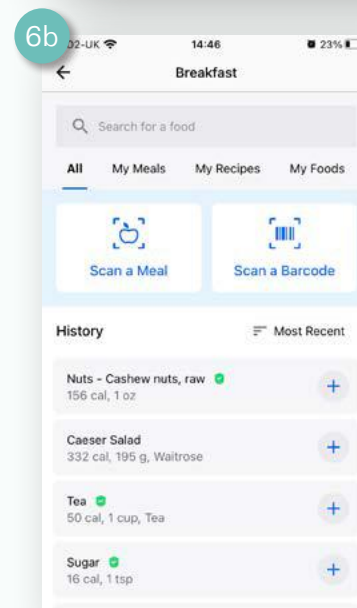 6b
O2-UK 14:46 23%
Breakfast
Search for a food
All My Meals My Recipes My Foods
Scan a Meal Scan a Barcode
History Most Recent
Nuts - Cashew nuts, raw
156 cal, 1 oz
Caeser Salad
332 cal, 195 g, Waitrose
Tea
50 cal, 1 cup, Tea
Sugar
16 cal, 1 tsp